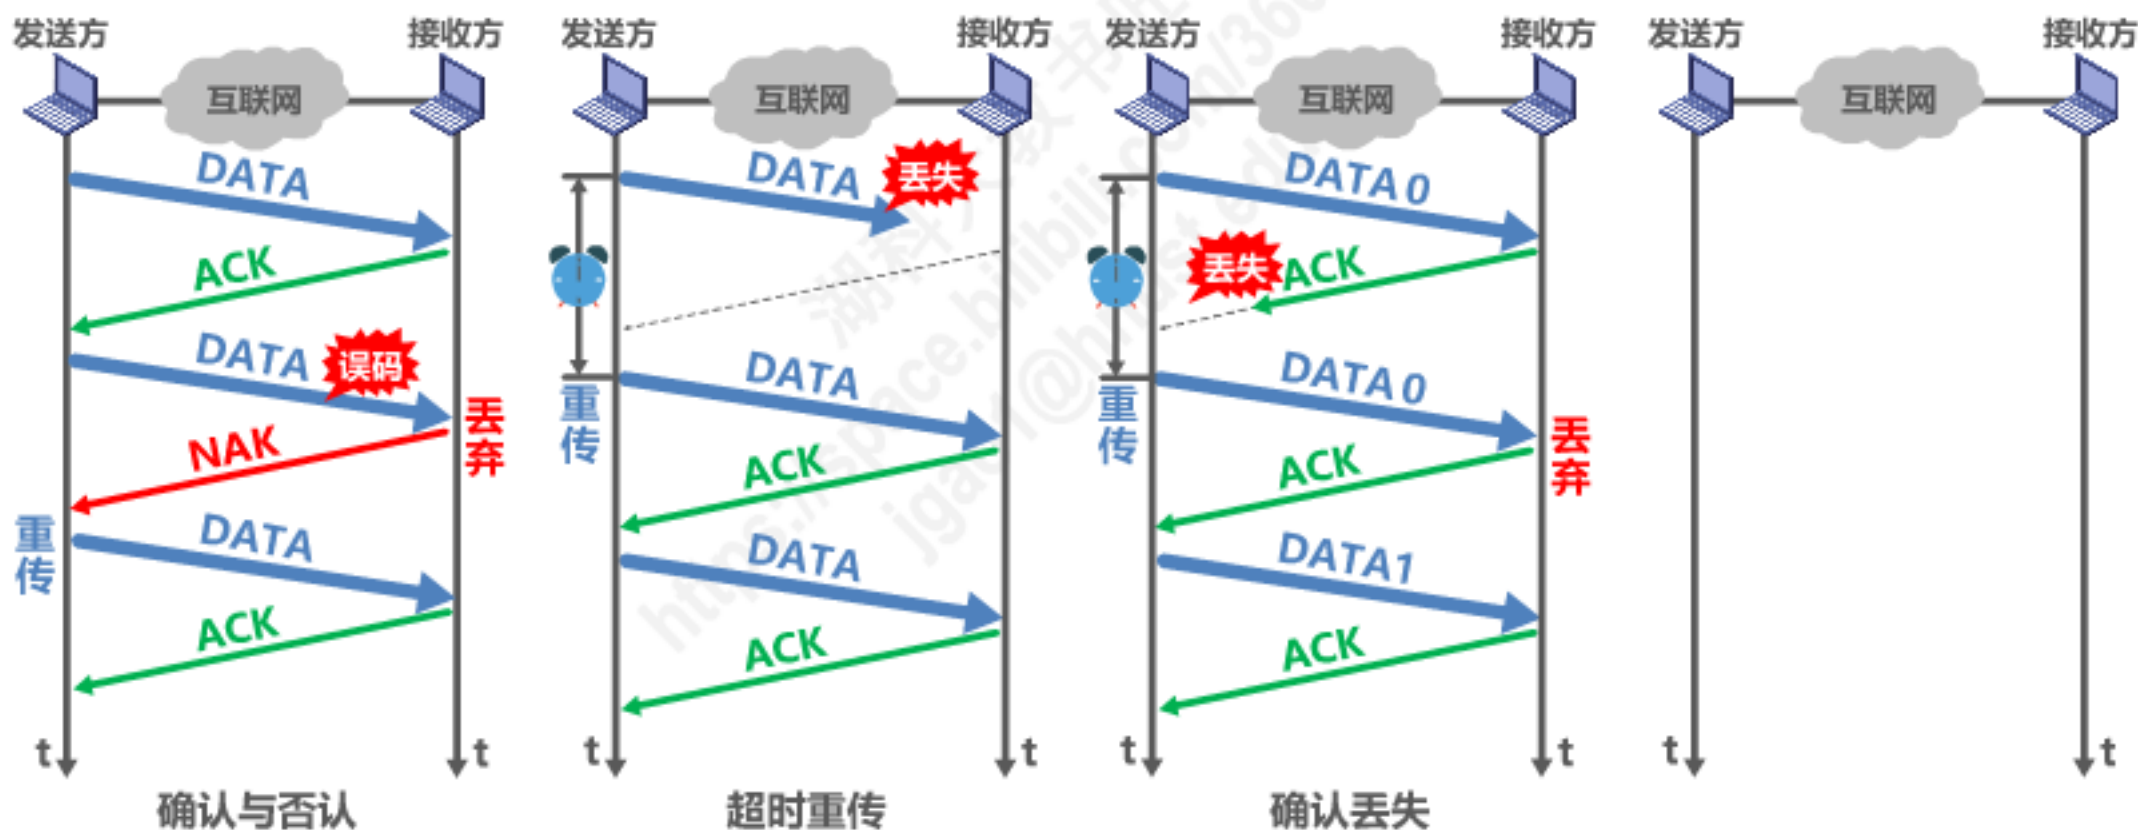 发送方 接收方 发送方 接收方 发送方 接收方 发送方 接收方
互联网 互联网 互联网 互联网
DATA
ACK
DATA
误码
丢弃
NAK
重传
DATA
ACK
t t
确认与否认
DATA
丢失
重传
DATA
ACK
DATA
ACK
t t
超时重传
DATA 0
丢失
ACK
重传
DATA 0
丢弃
ACK
DATA1
ACK
t t
确认丢失
t t